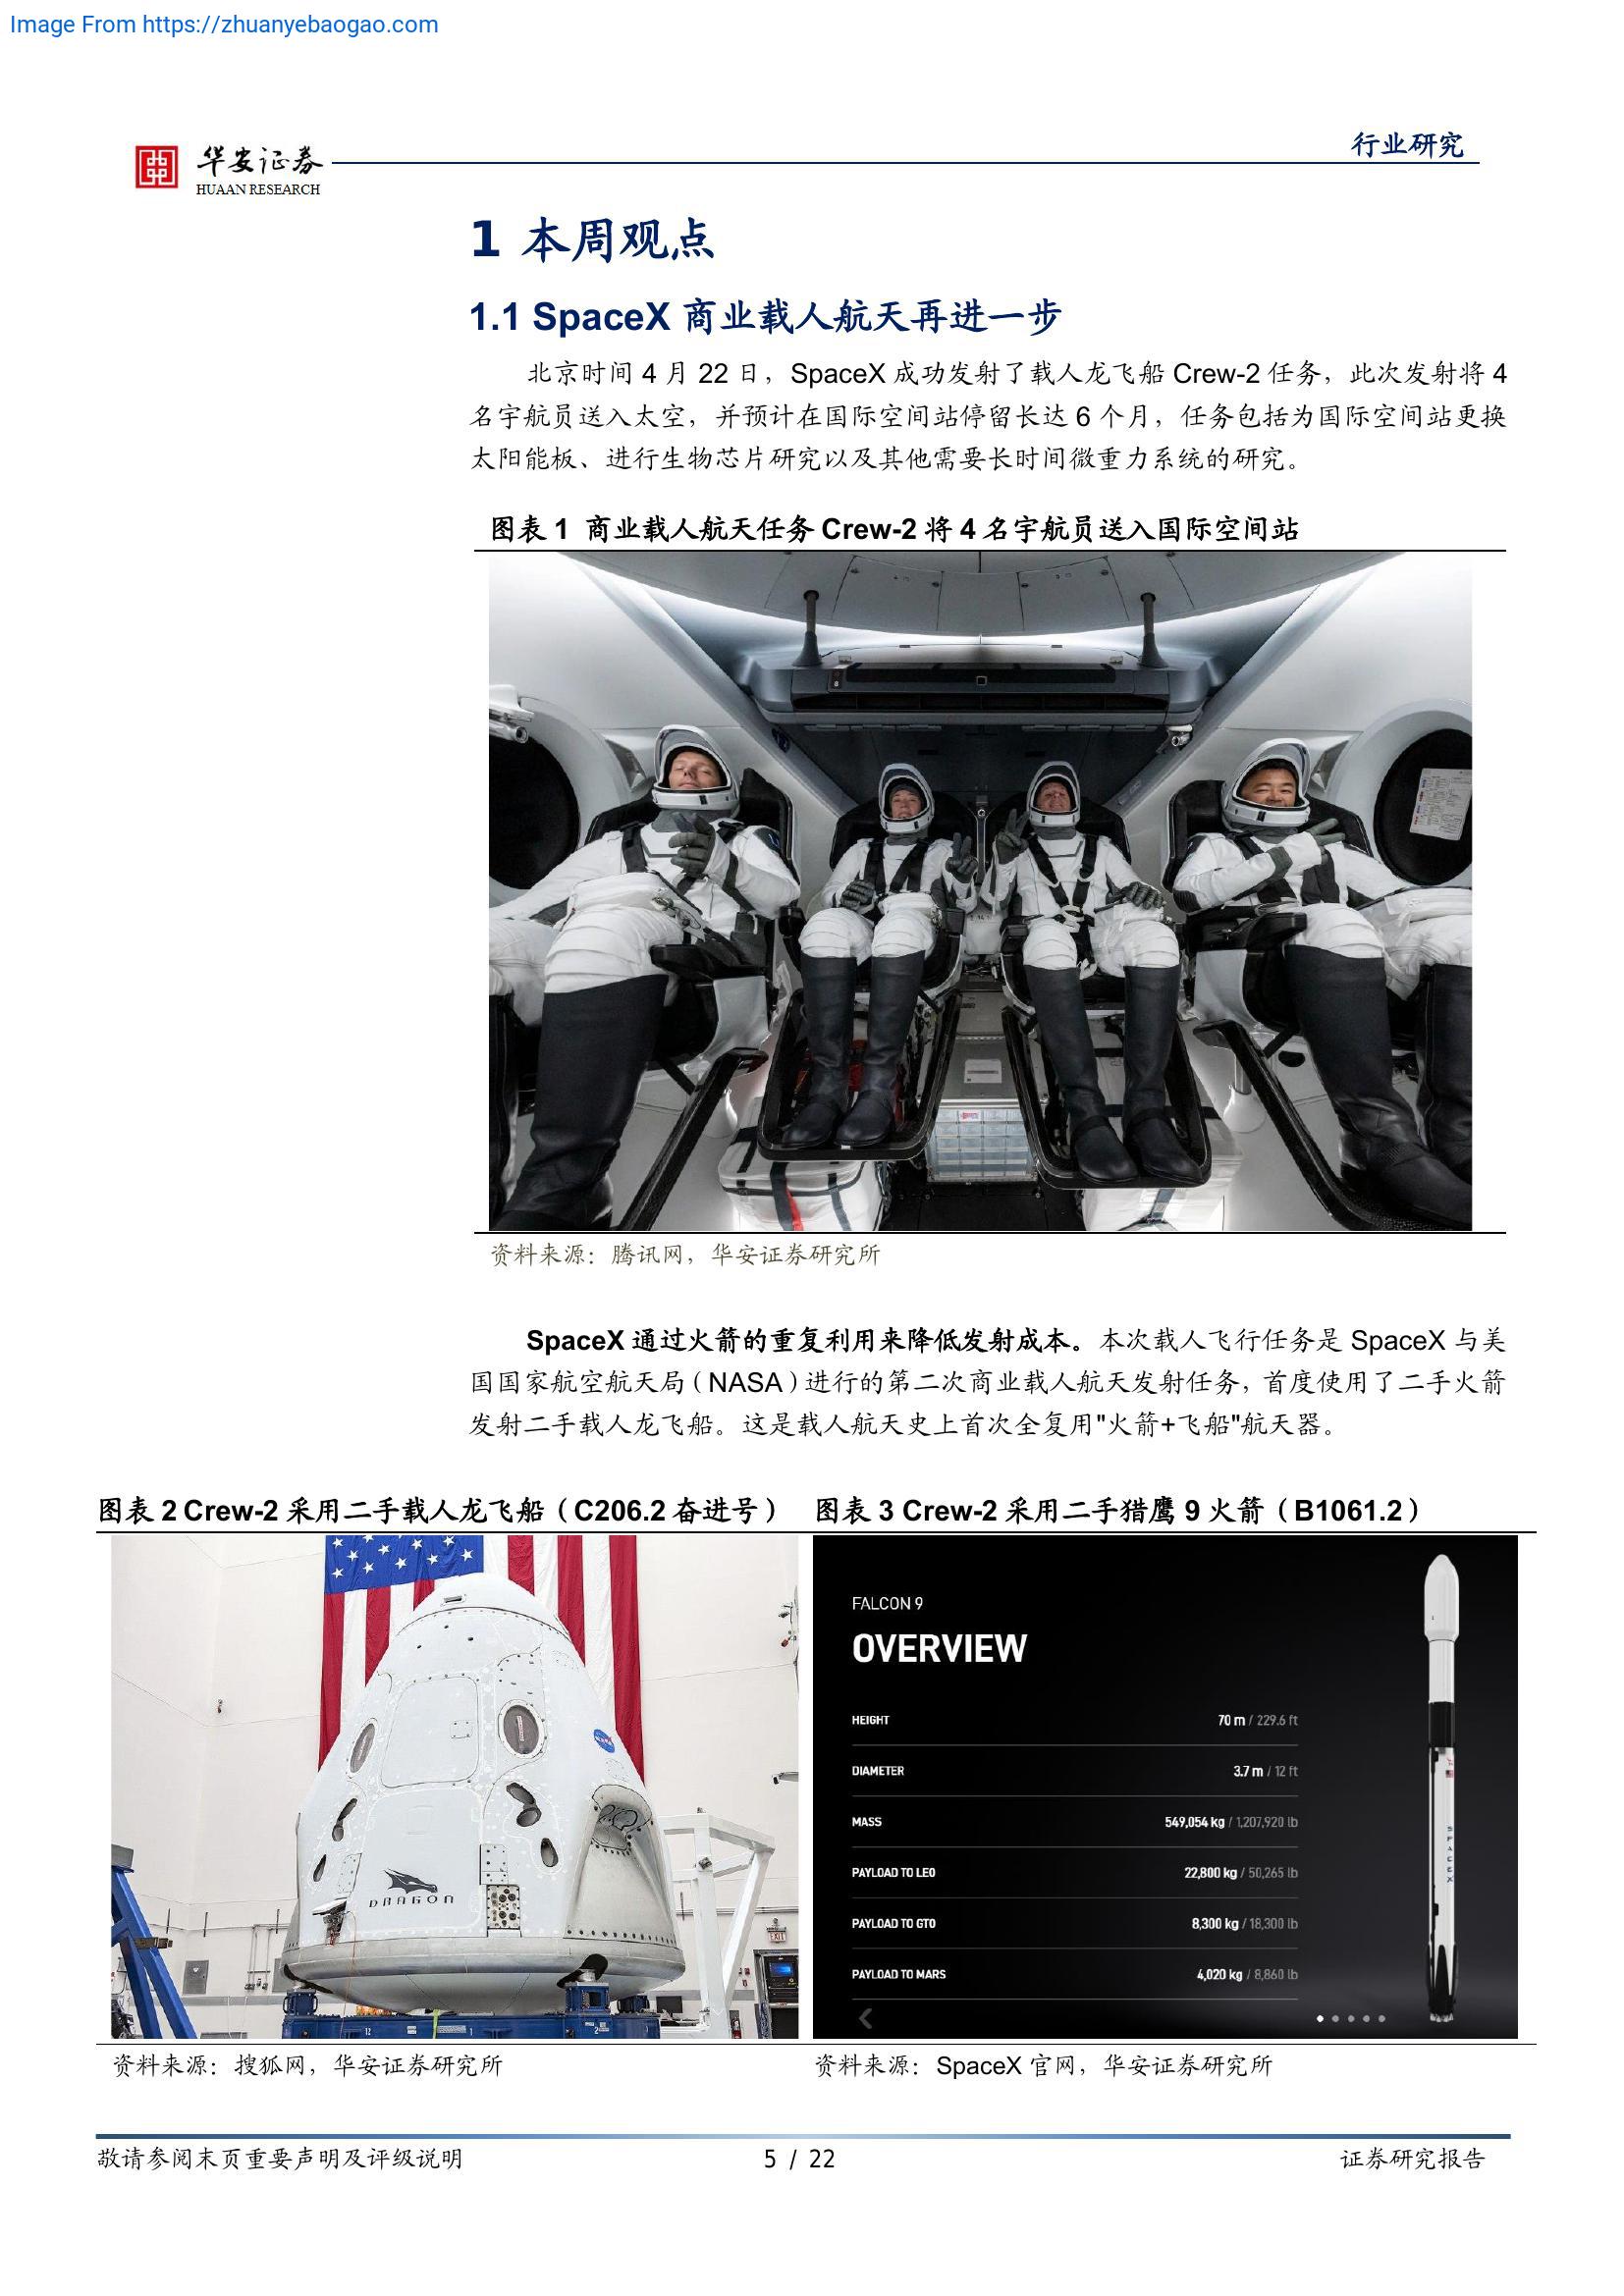 Image From https://zhuanyebaogao.com
华安证券
HUAAN RESEARCH
行业研究
1 本周观点
1.1 SpaceX 商业载人航天再进一步
北京时间 4 月 22 日，SpaceX 成功发射了载人龙飞船 Crew-2 任务，此次发射将 4
名宇航员送入太空，并预计在国际空间站停留长达 6 个月，任务包括为国际空间站更换
太阳能板、进行生物芯片研究以及其他需要长时间微重力系统的研究。
图表 1 商业载人航天任务 Crew-2 将 4 名宇航员送入国际空间站
资料来源：腾讯网，华安证券研究所
SpaceX 通过火箭的重复利用来降低发射成本。本次载人飞行任务是 SpaceX 与美
国国家航空航天局（NASA）进行的第二次商业载人航天发射任务，首度使用了二手火箭
发射二手载人龙飞船。这是载人航天史上首次全复用"火箭+飞船"航天器。
图表 2 Crew-2 采用二手载人龙飞船（C206.2 奋进号）
图表 3 Crew-2 采用二手猎鹰 9 火箭（B1061.2）
DRAGON
NASA
EXIT
12
1
2
FALCON 9
OVERVIEW
HEIGHT 70 m / 229.6 ft
DIAMETER 3.7 m / 12 ft
MASS 549,054 kg / 1,207,920 lb
PAYLOAD TO LEO 22,800 kg / 50,265 lb
PAYLOAD TO GTO 8,300 kg / 18,300 lb
PAYLOAD TO MARS 4,020 kg / 8,860 lb
SPACEX
资料来源：搜狐网，华安证券研究所
资料来源：SpaceX 官网，华安证券研究所
敬请参阅末页重要声明及评级说明
5 / 22
证券研究报告